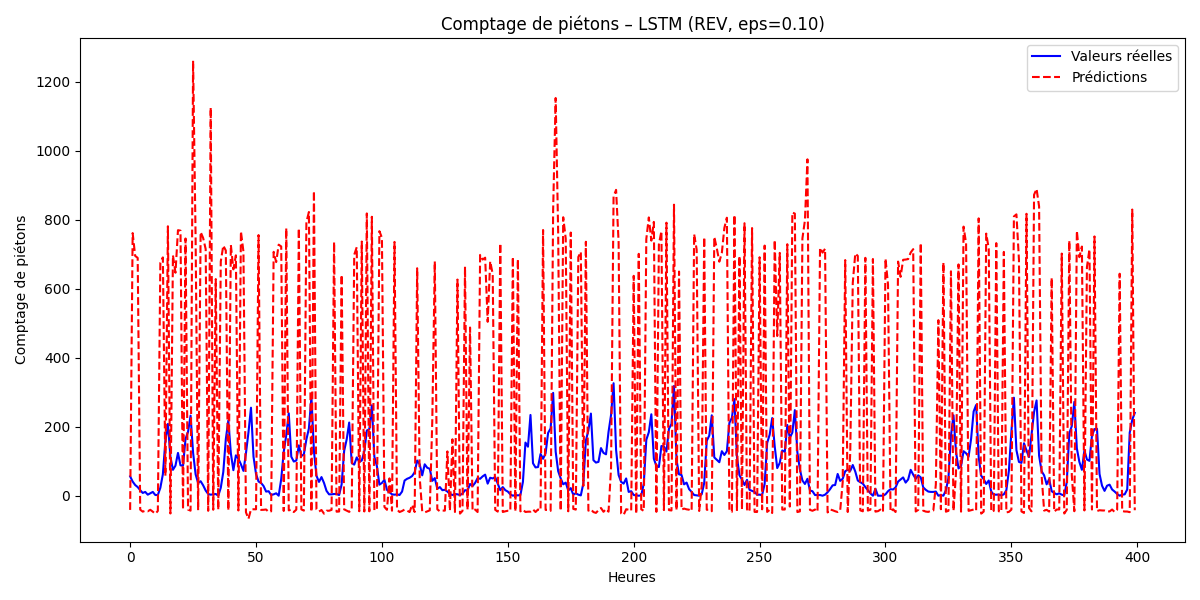 Comptage de piétons – LSTM (REV, eps=0.10)
Valeurs réelles
Prédictions
Comptage de piétons
1200
1000
800
600
400
200
0
0 50 100 150 200 250 300 350 400
Heures